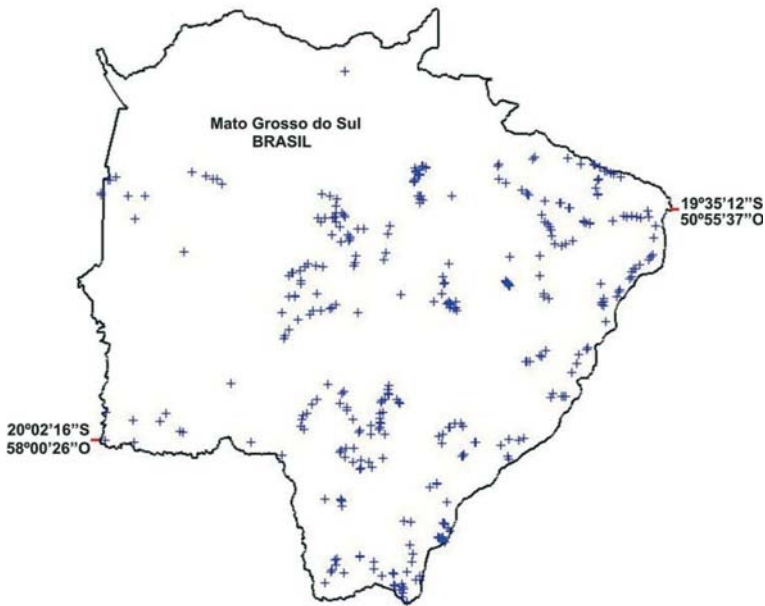 Mato Grosso do Sul
BRASIL
19º35'12"S
50º55'37"O
20º02'16"S
58º00'26"O